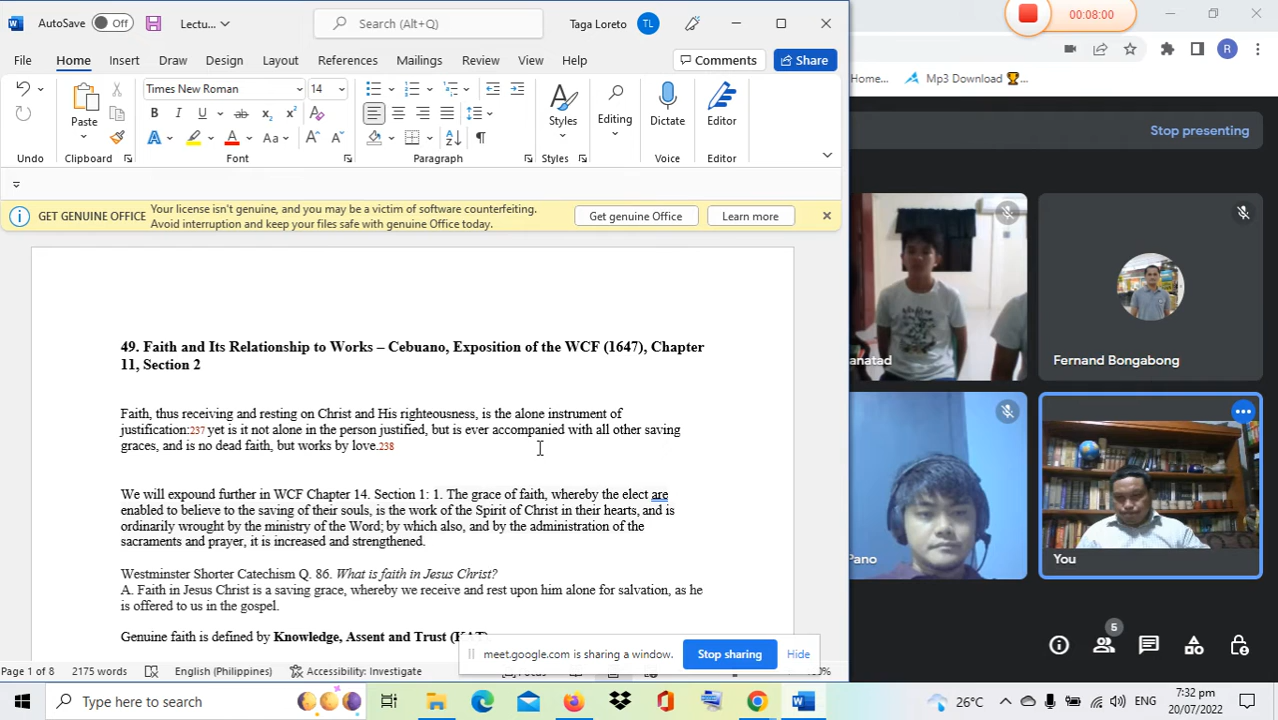 AutoSave Off Lectu... Search (Alt+Q) Taga Loreto TL
00:08:00
File Home Insert Draw Design Layout References Mailings Review View Help Comments Share
Home... Mp3 Download 🏆...
R
Times New Roman 14
Paste Styles Editing Dictate Editor
Undo Clipboard Font Paragraph Styles Voice Editor
Stop presenting
GET GENUINE OFFICE Your license isn't genuine, and you may be a victim of software counterfeiting.
Avoid interruption and keep your files safe with genuine Office today.
Get genuine Office Learn more
49. Faith and Its Relationship to Works – Cebuano, Exposition of the WCF (1647), Chapter
11, Section 2
Faith, thus receiving and resting on Christ and His righteousness, is the alone instrument of
justification:237 yet is it not alone in the person justified, but is ever accompanied with all other saving
graces, and is no dead faith, but works by love.238
We will expound further in WCF Chapter 14. Section 1: 1. The grace of faith, whereby the elect are
enabled to believe to the saving of their souls, is the work of the Spirit of Christ in their hearts, and is
ordinarily wrought by the ministry of the Word; by which also, and by the administration of the
sacraments and prayer, it is increased and strengthened.
Westminster Shorter Catechism Q. 86. What is faith in Jesus Christ?
A. Faith in Jesus Christ is a saving grace, whereby we receive and rest upon him alone for salvation, as he
is offered to us in the gospel.
Genuine faith is defined by Knowledge, Assent and Trust (KAT)
anatad
Fernand Bongabong
Pano
You
5
meet.google.com is sharing a window. Stop sharing Hide
Page 1 of 8 2175 words English (Philippines) Accessibility: Investigate
Type here to search
26°C ENG 7:32 pm
20/07/2022